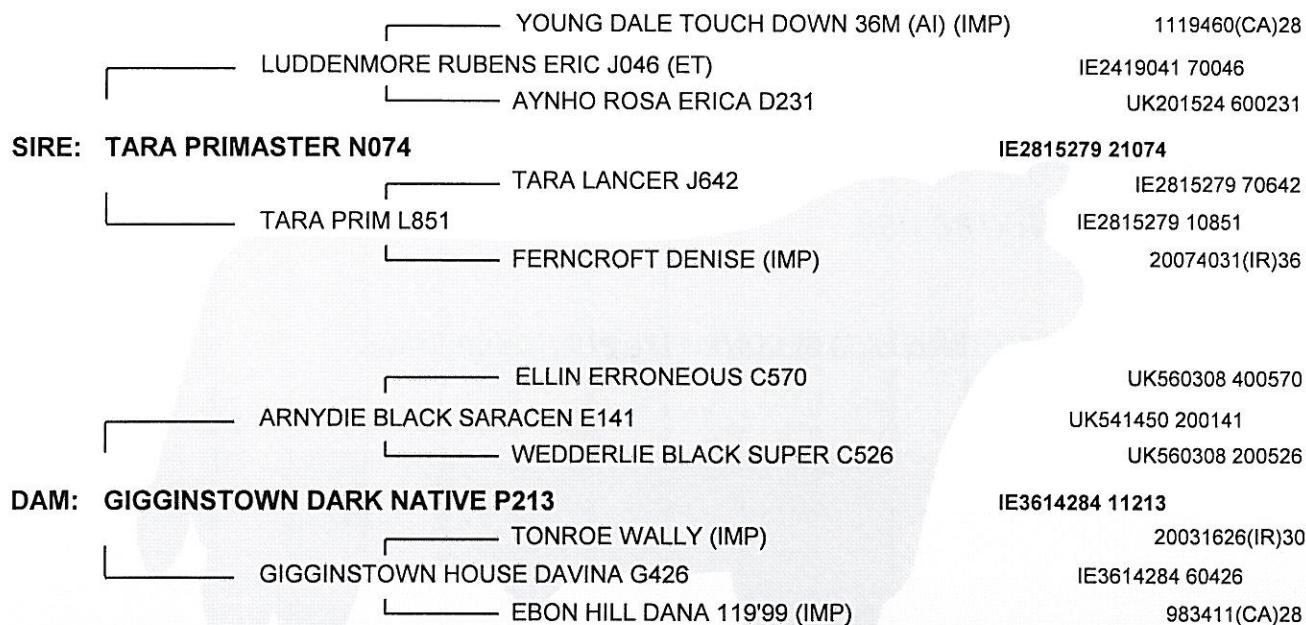 YOUNG DALE TOUCH DOWN 36M (AI) (IMP) 1119460(CA)28
LUDDENMORE RUBENS ERIC J046 (ET) IE2419041 70046
AYNHO ROSA ERICA D231 UK201524 600231
SIRE: TARA PRIMASTER N074 IE2815279 21074
TARA LANCER J642 IE2815279 70642
TARA PRIM L851 IE2815279 10851
FERNCROFT DENISE (IMP) 20074031(IR)36
ELLIN ERRONEOUS C570 UK560308 400570
ARNYDIE BLACK SARACEN E141 UK541450 200141
WEDDERLIE BLACK SUPER C526 UK560308 200526
DAM: GIGGINSTOWN DARK NATIVE P213 IE3614284 11213
TONROE WALLY (IMP) 20031626(IR)30
GIGGINSTOWN HOUSE DAVINA G426 IE3614284 60426
EBON HILL DANA 119'99 (IMP) 983411(CA)28